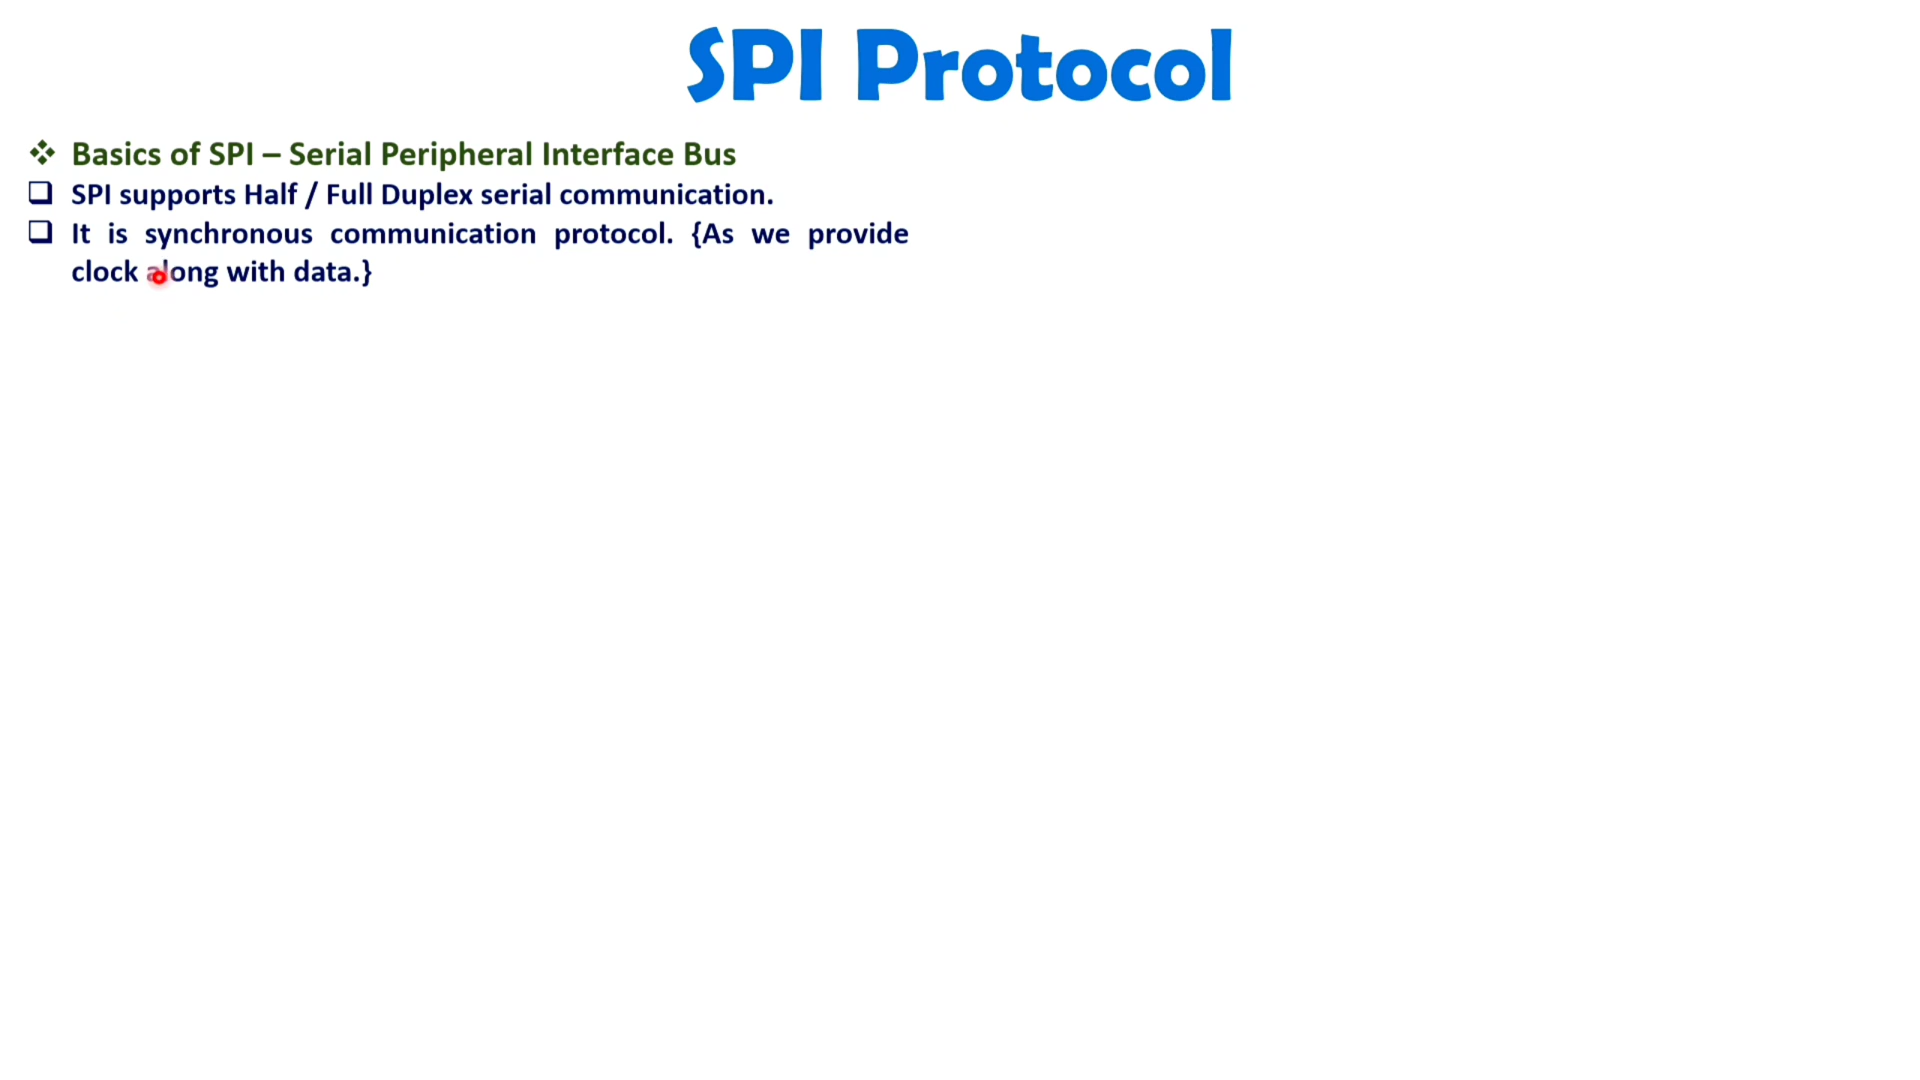 SPI Protocol
Basics of SPI – Serial Peripheral Interface Bus
SPI supports Half / Full Duplex serial communication.
It is synchronous communication protocol. {As we provide
clock along with data.}